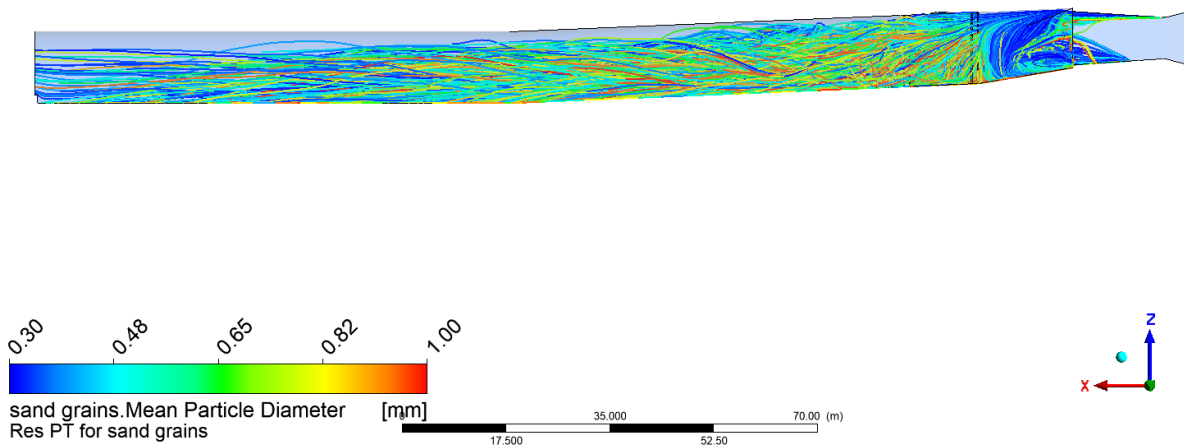 0.30 0.48 0.65 0.82 1.00
sand grains.Mean Particle Diameter [mm]
Res PT for sand grains
0 35.000 70.00 (m)
17.500 52.50
Z
X